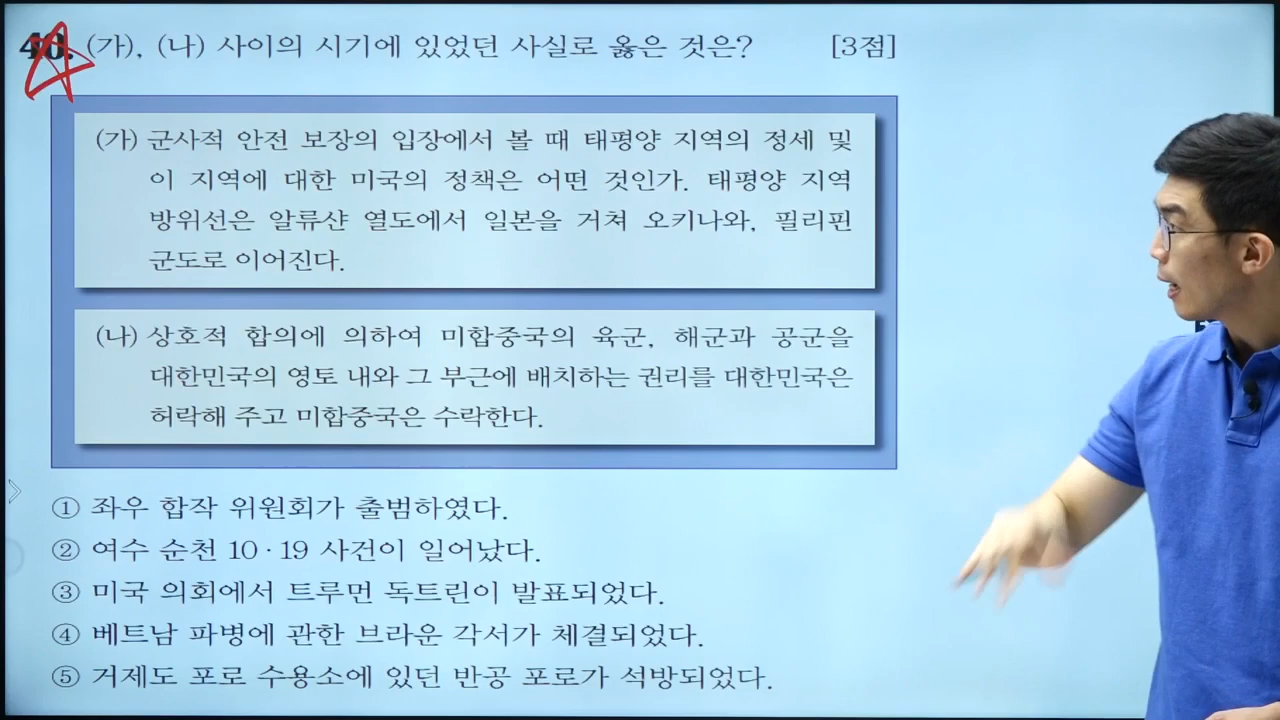 46. (가), (나) 사이의 시기에 있었던 사실로 옳은 것은? [3점]
(가) 군사적 안전 보장의 입장에서 볼 때 태평양 지역의 정세 및
이 지역에 대한 미국의 정책은 어떤 것인가. 태평양 지역
방위선은 알류샨 열도에서 일본을 거쳐 오키나와, 필리핀
군도로 이어진다.
(나) 상호적 합의에 의하여 미합중국의 육군, 해군과 공군을
대한민국의 영토 내와 그 부근에 배치하는 권리를 대한민국은
허락해 주고 미합중국은 수락한다.
① 좌우 합작 위원회가 출범하였다.
② 여수 순천 10·19 사건이 일어났다.
③ 미국 의회에서 트루먼 독트린이 발표되었다.
④ 베트남 파병에 관한 브라운 각서가 체결되었다.
⑤ 거제도 포로 수용소에 있던 반공 포로가 석방되었다.